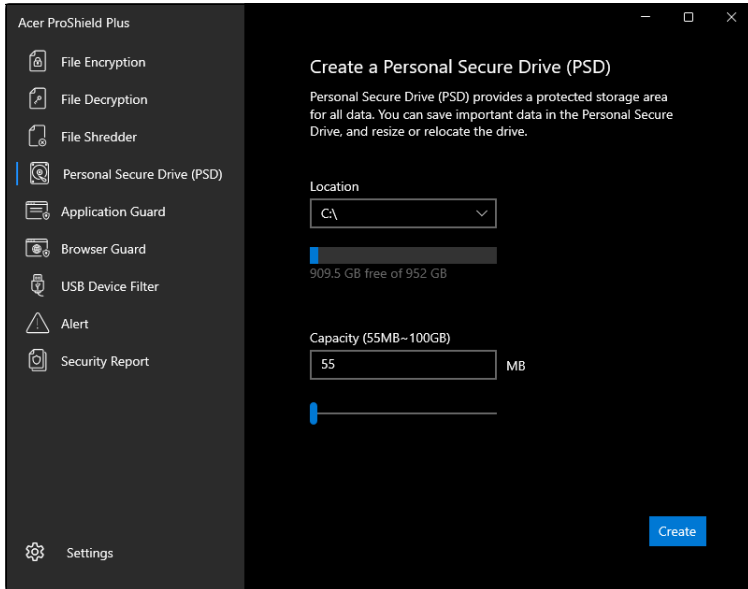 Acer ProShield Plus
File Encryption
File Decryption
File Shredder
Personal Secure Drive (PSD)
Application Guard
Browser Guard
USB Device Filter
Alert
Security Report
Settings
Create a Personal Secure Drive (PSD)
Personal Secure Drive (PSD) provides a protected storage area
for all data. You can save important data in the Personal Secure
Drive, and resize or relocate the drive.
Location
C:\
909.5 GB free of 952 GB
Capacity (55MB~100GB)
55
MB
Create